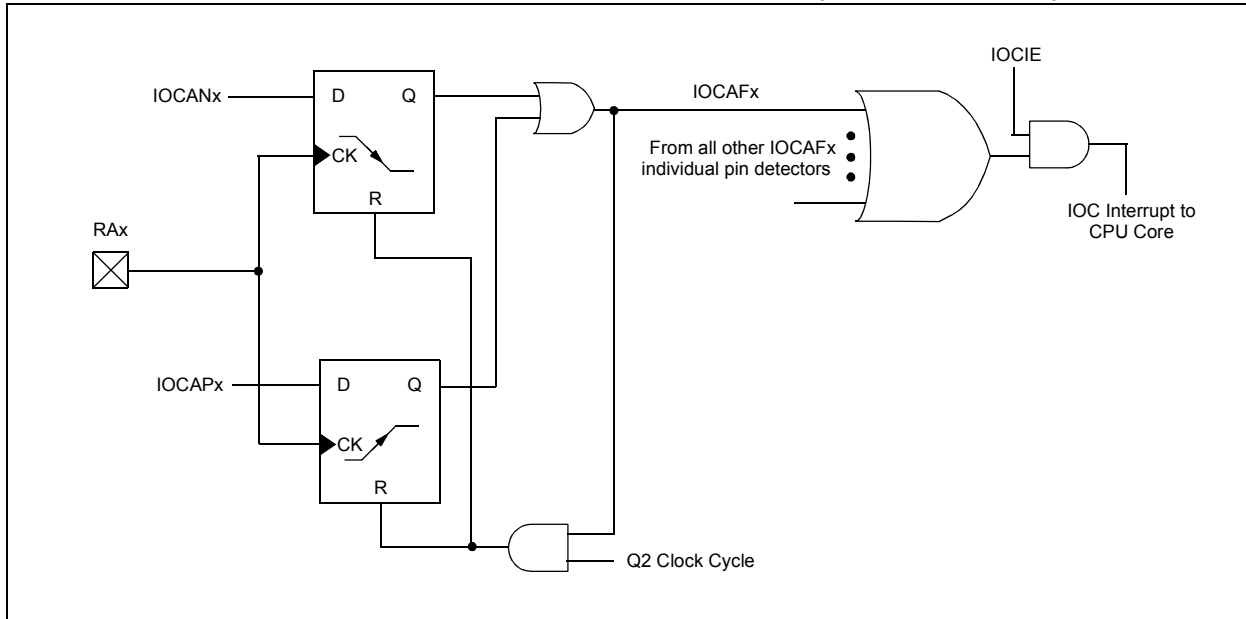 IOCIE
IOCANx
D
Q
IOCAFx
CK
From all other IOCAFx
individual pin detectors
R
IOC Interrupt to
CPU Core
RAx
IOCAPx
D
Q
CK
R
Q2 Clock Cycle